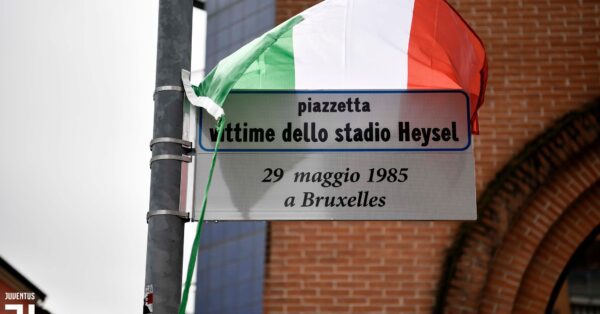 piazzetta
vittime dello stadio Heysel
29 maggio 1985
a Bruxelles
JUVENTUS